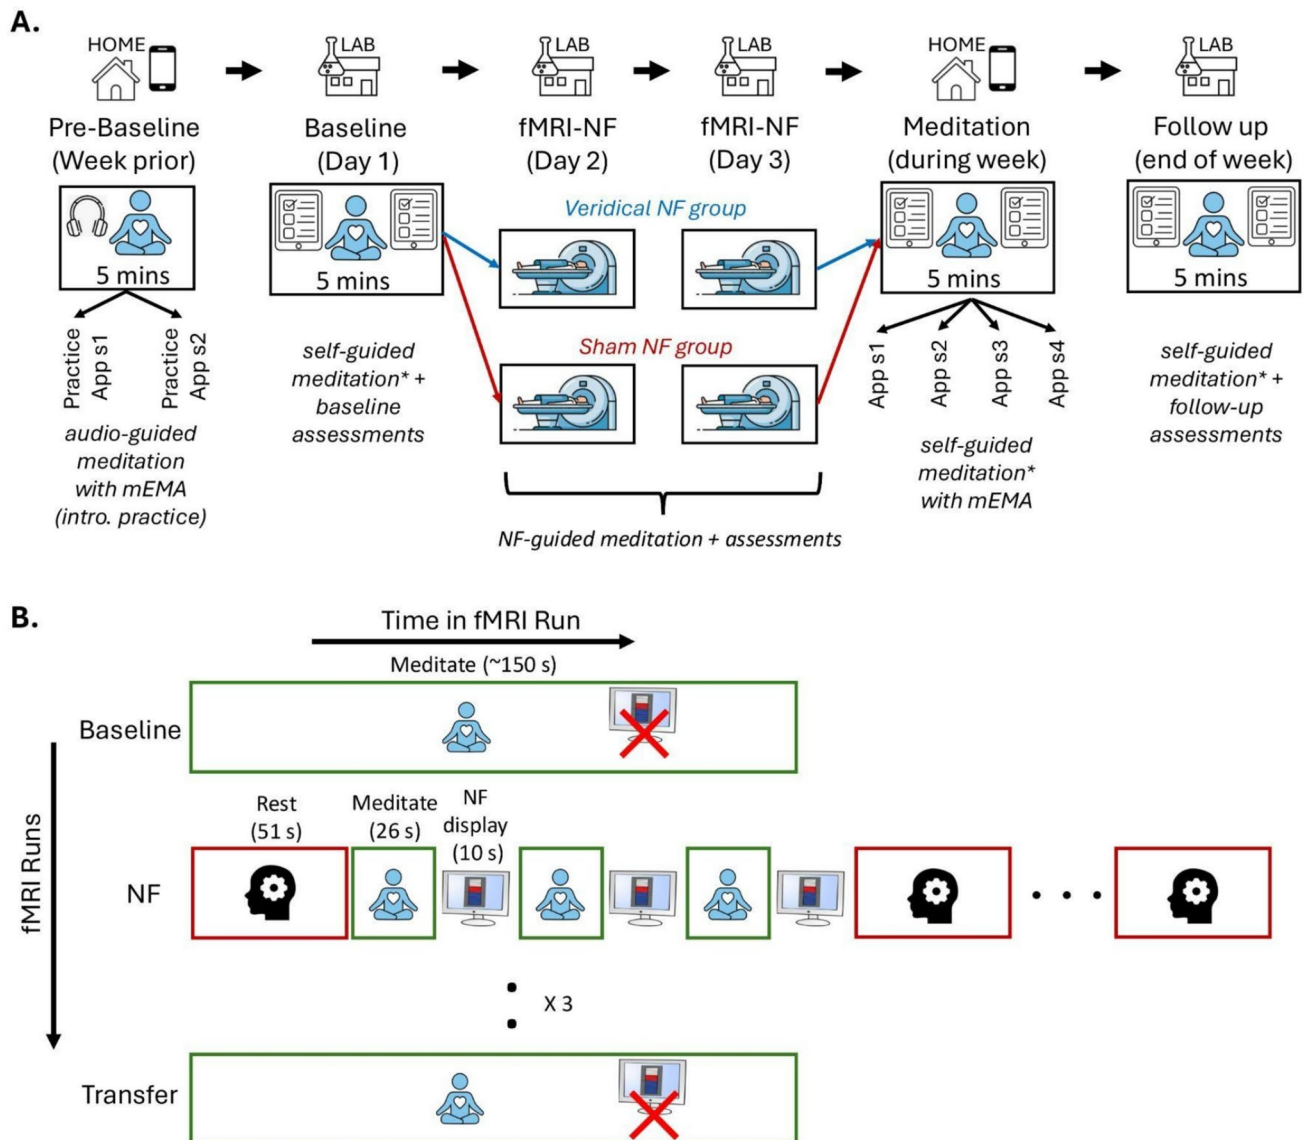 A.
HOME
LAB
LAB
LAB
HOME
LAB
Pre-Baseline
(Week prior)
Baseline
(Day 1)
fMRI-NF
(Day 2)
fMRI-NF
(Day 3)
Meditation
(during week)
Follow up
(end of week)
5 mins
5 mins
Veridical NF group
Sham NF group
5 mins
5 mins
Practice
App s1
Practice
App s2
audio-guided
meditation
with mEMA
(intro. practice)
self-guided
meditation* +
baseline
assessments
NF-guided meditation + assessments
App s1
App s2
App s3
App s4
self-guided
meditation*
with mEMA
self-guided
meditation* +
follow-up
assessments
B.
Time in fMRI Run
Meditate (~150 s)
Baseline
fMRI Runs
Rest
(51 s)
Meditate
(26 s)
NF
display
(10 s)
NF
X 3
Transfer